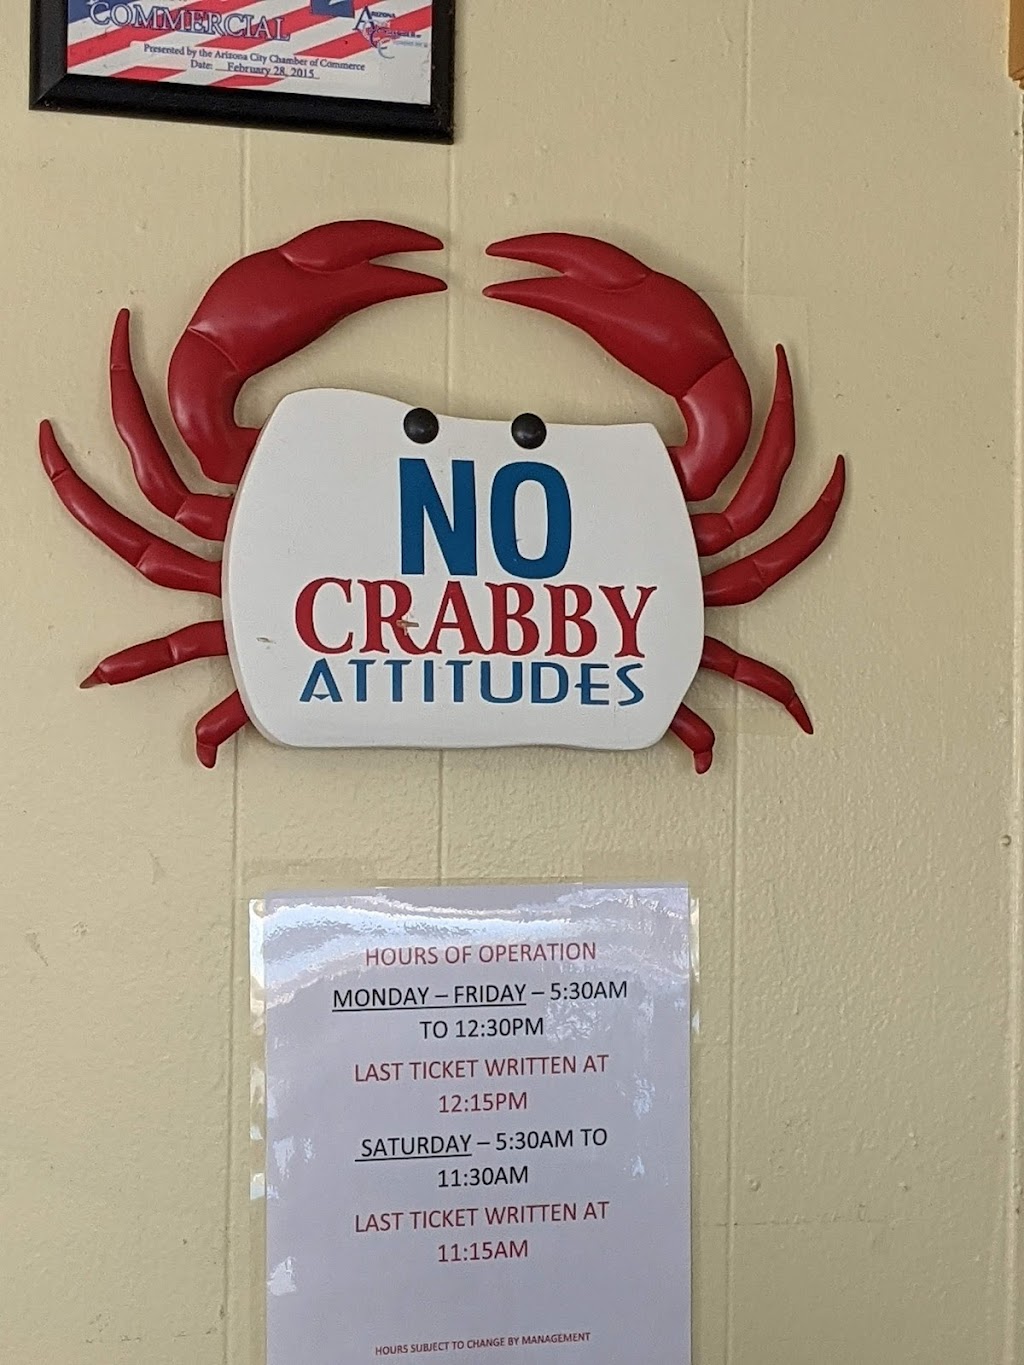 COMMERCIAL
Presented by the Arizona City Chamber of Commerce
Date: February 28, 2015
ARIZONA
NO
CRABBY
ATTITUDES
HOURS OF OPERATION
MONDAY – FRIDAY – 5:30AM
TO 12:30PM
LAST TICKET WRITTEN AT
12:15PM
SATURDAY – 5:30AM TO
11:30AM
LAST TICKET WRITTEN AT
11:15AM
HOURS SUBJECT TO CHANGE BY MANAGEMENT